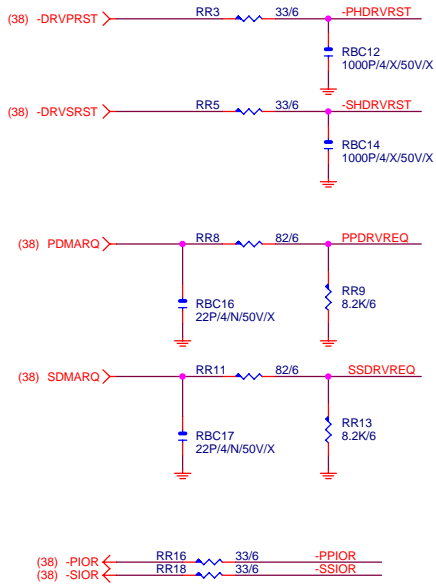 (38) -DRVPRST RR3 33/6 -PHDRVRST
RBC12
1000P/4/X/50V/X
(38) -DRVSRST RR5 33/6 -SHDRVRST
RBC14
1000P/4/X/50V/X
(38) PDMARQ RR8 82/6 PPDRVREQ
RBC16
22P/4/N/50V/X
RR9
8.2K/6
(38) SDMARQ RR11 82/6 SSDRVREQ
RBC17
22P/4/N/50V/X
RR13
8.2K/6
(38) -PIOR RR16 33/6 -PPIOR
(38) -SIOR RR18 33/6 -SSIOR